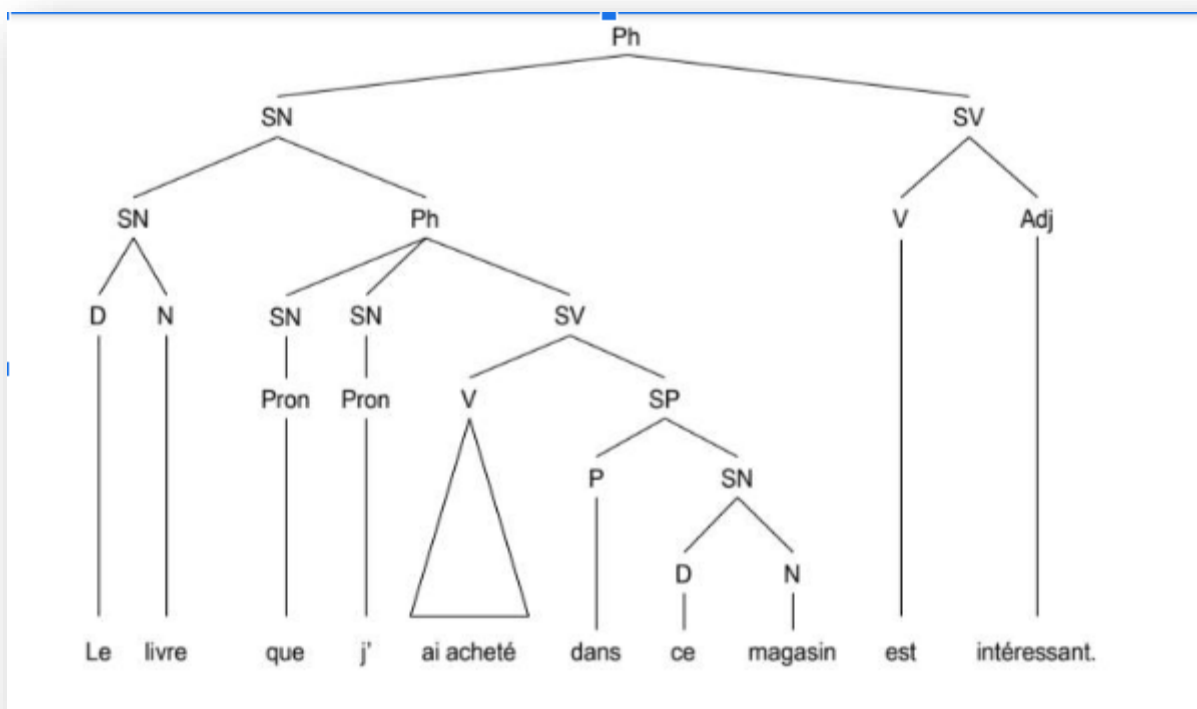 Ph
SN SV
SN Ph V Adj
D N SN SN SV
Pron Pron V SP
P SN
D N
Le livre que j' ai acheté dans ce magasin est intéressant.